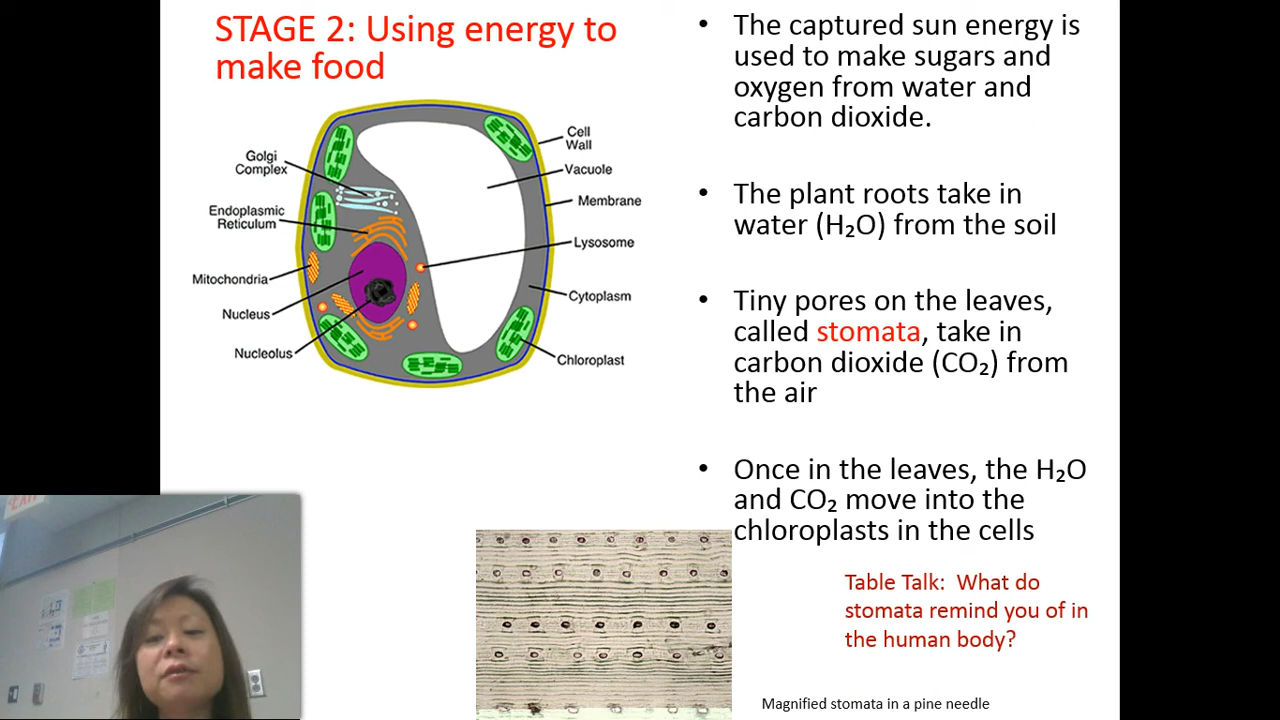 STAGE 2: Using energy to
make food
Golgi
Complex
Endoplasmic
Reticulum
Mitochondria
Nucleus
Nucleolus
Cell
Wall
Vacuole
Membrane
Lysosome
Cytoplasm
Chloroplast
• The captured sun energy is
used to make sugars and
oxygen from water and
carbon dioxide.
• The plant roots take in
water (H₂O) from the soil
• Tiny pores on the leaves,
called stomata, take in
carbon dioxide (CO₂) from
the air
• Once in the leaves, the H₂O
and CO₂ move into the
chloroplasts in the cells
Table Talk: What do
stomata remind you of in
the human body?
Magnified stomata in a pine needle
EXIT